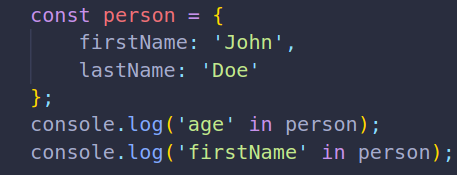 const person = {
    firstName: 'John',
    lastName: 'Doe'
};
console.log('age' in person);
console.log('firstName' in person);